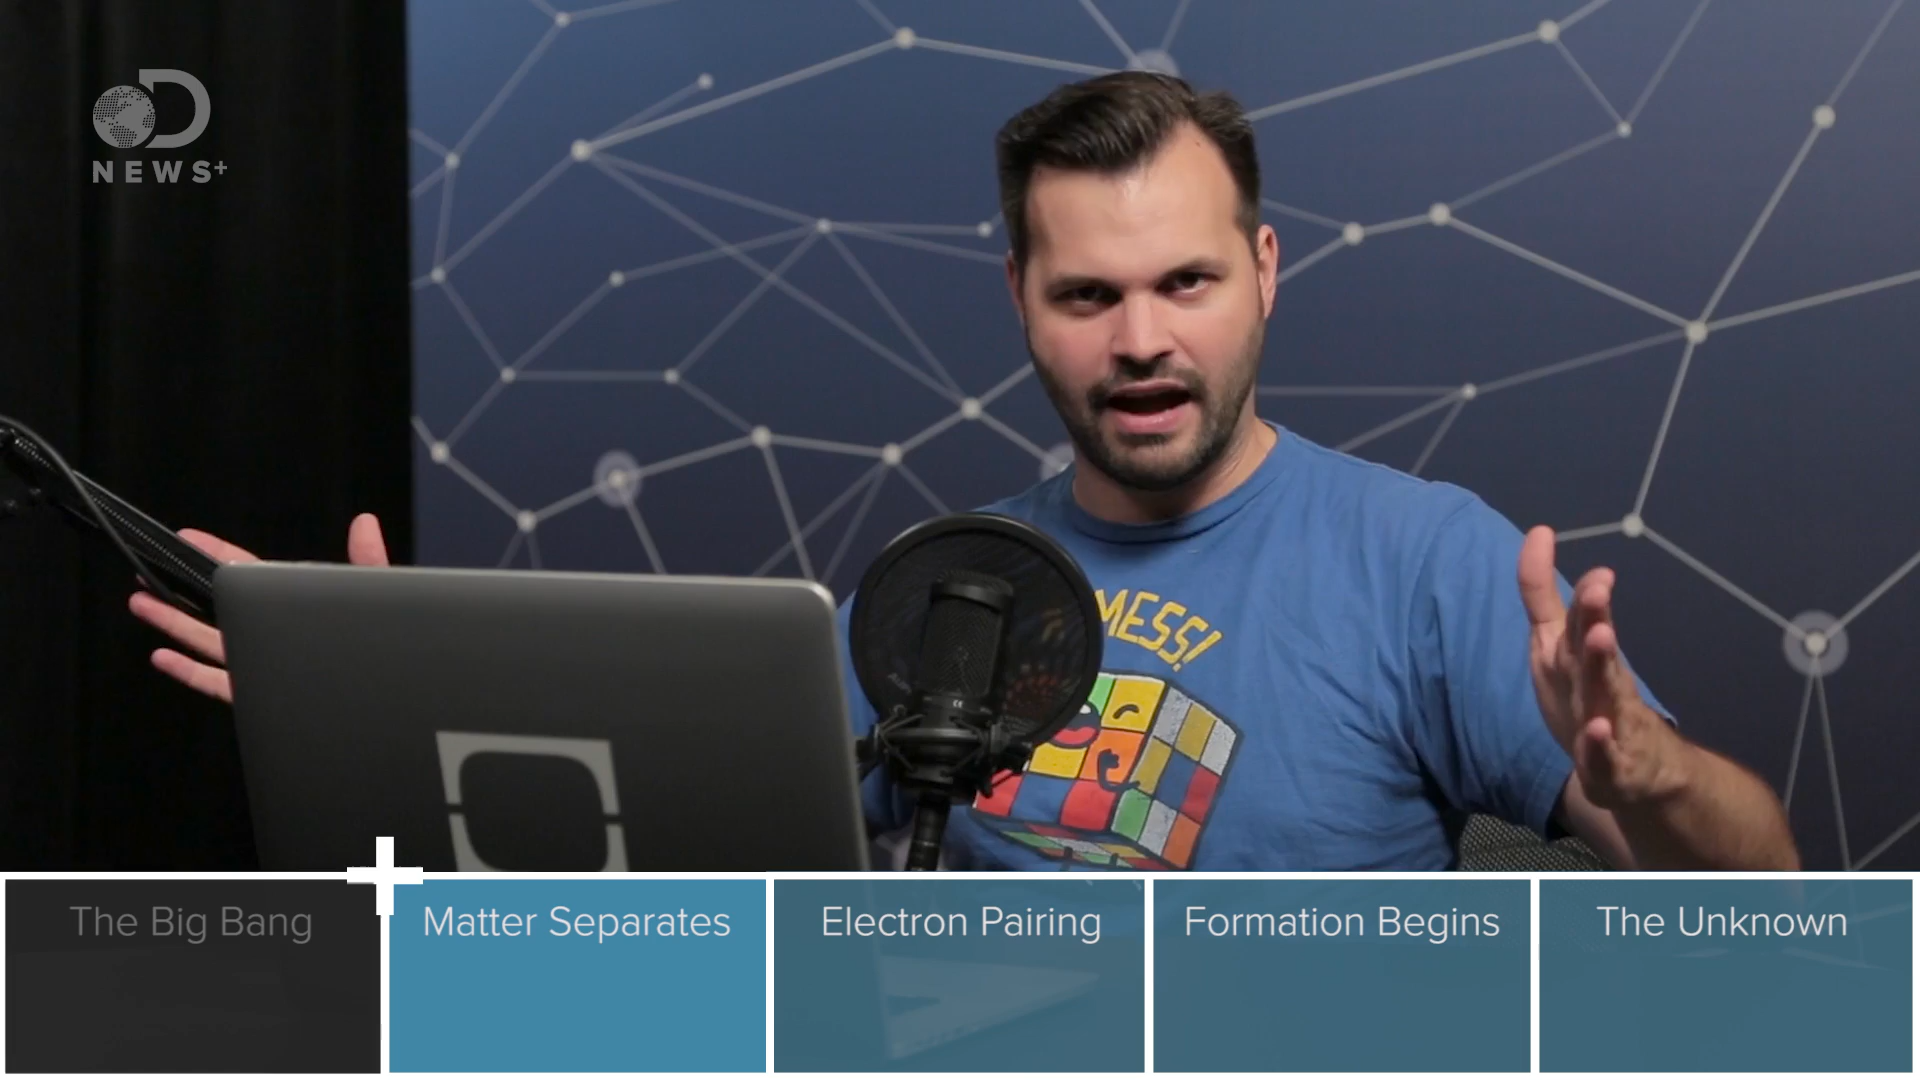 NEWS+
MESS!
The Big Bang
Matter Separates
Electron Pairing
Formation Begins
The Unknown